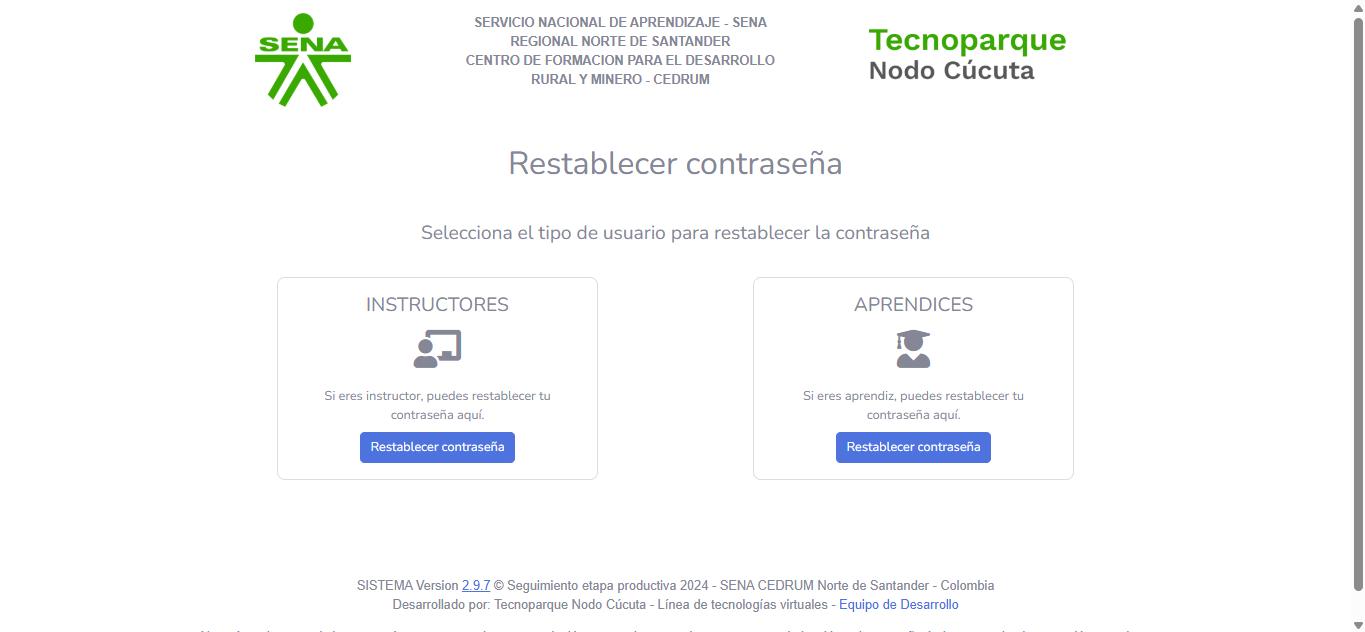 SENA
SERVICIO NACIONAL DE APRENDIZAJE - SENA
REGIONAL NORTE DE SANTANDER
CENTRO DE FORMACION PARA EL DESARROLLO
RURAL Y MINERO - CEDRUM
Tecnoparque
Nodo Cúcuta
Restablecer contraseña
Selecciona el tipo de usuario para restablecer la contraseña
INSTRUCTORES
Si eres instructor, puedes restablecer tu
contraseña aquí.
Restablecer contraseña
APRENDICES
Si eres aprendiz, puedes restablecer tu
contraseña aquí.
Restablecer contraseña
SISTEMA Version 2.9.7 © Seguimiento etapa productiva 2024 - SENA CEDRUM Norte de Santander - Colombia
Desarrollado por: Tecnoparque Nodo Cúcuta - Línea de tecnologías virtuales - Equipo de Desarrollo